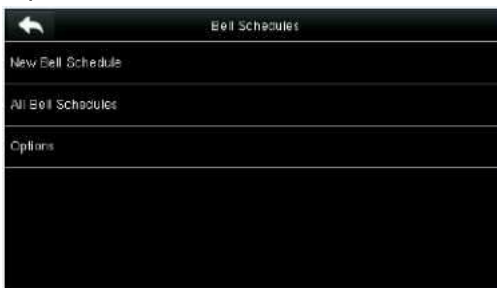 Bell Schedules
New Bell Schedule
All Bell Schedules
Options